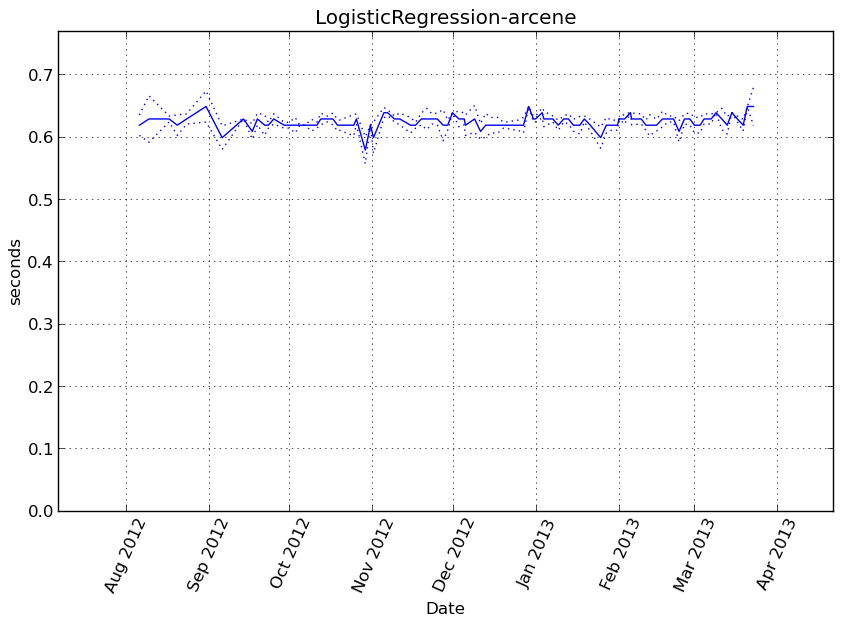 LogisticRegression-arcene
0.7
0.6
0.5
0.4
0.3
0.2
0.1
0.0
seconds
Aug 2012
Sep 2012
Oct 2012
Nov 2012
Dec 2012
Jan 2013
Feb 2013
Mar 2013
Apr 2013
Date